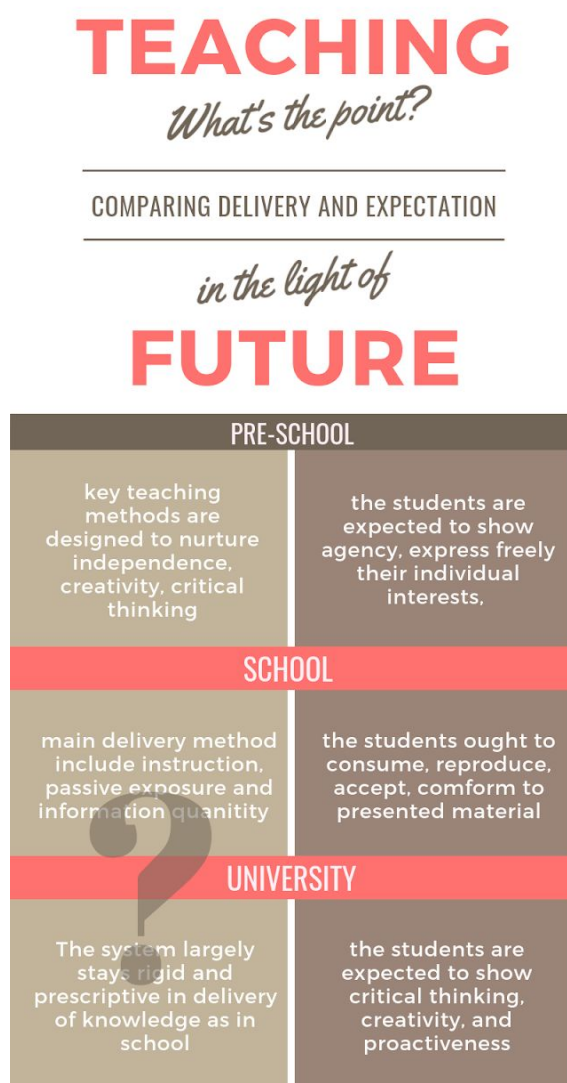 TEACHING
What's the point?
COMPARING DELIVERY AND EXPECTATION
in the light of
FUTURE
PRE-SCHOOL
key teaching
methods are
designed to nurture
independence,
creativity, critical
thinking
the students are
expected to show
agency, express freely
their individual
interests,
SCHOOL
main delivery method
include instruction,
passive exposure and
information quanitity
the students ought to
consume, reproduce,
accept, comform to
presented material
?
UNIVERSITY
The system largely
stays rigid and
prescriptive in delivery
of knowledge as in
school
the students are
expected to show
critical thinking,
creativity, and
proactiveness